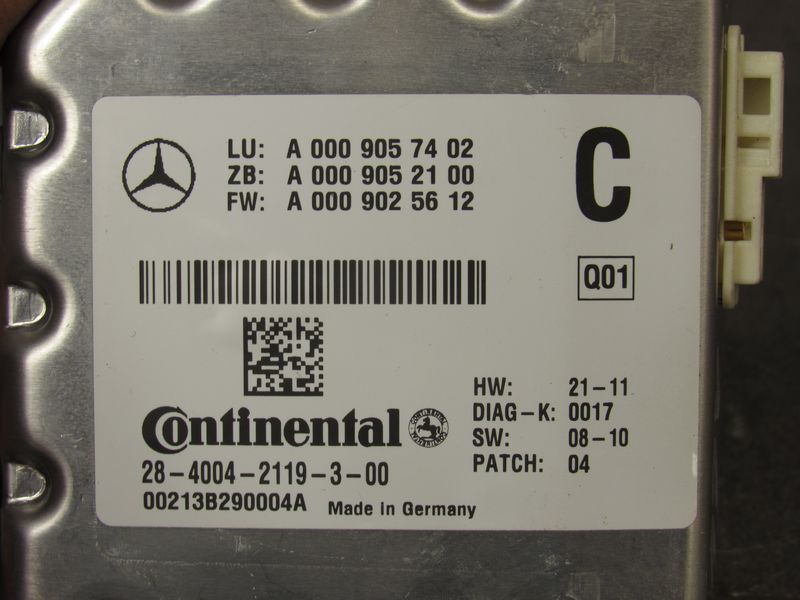 LU: A 000 905 74 02
ZB: A 000 905 21 00
FW: A 000 902 56 12
C
Q01
HW: 21-11
DIAG-K: 0017
SW: 08-10
PATCH: 04
Continental
28-4004-2119-3-00
00213B290004A Made in Germany